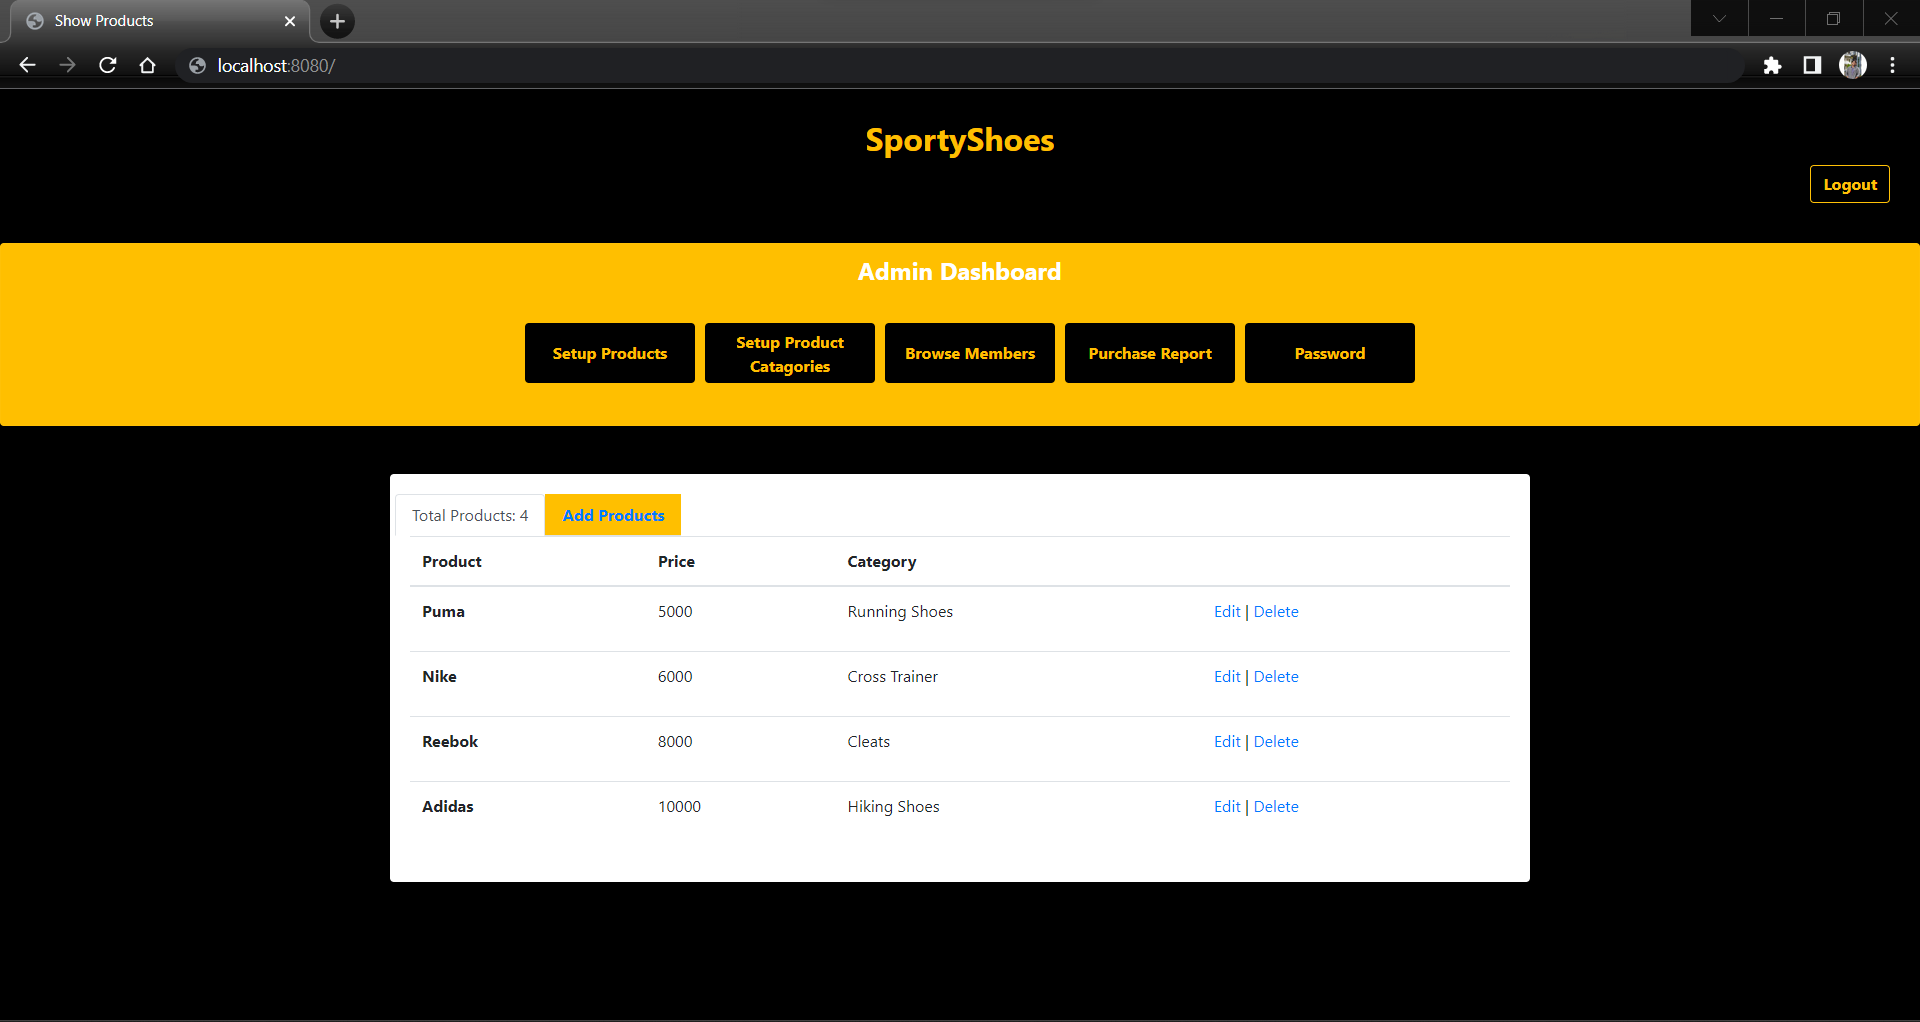 Show Products
localhost:8080/
SportyShoes
Logout
Admin Dashboard
Setup Products
Setup Product
Catagories
Browse Members
Purchase Report
Password
Total Products: 4
Add Products
Product Price Category
Puma 5000 Running Shoes Edit | Delete
Nike 6000 Cross Trainer Edit | Delete
Reebok 8000 Cleats Edit | Delete
Adidas 10000 Hiking Shoes Edit | Delete